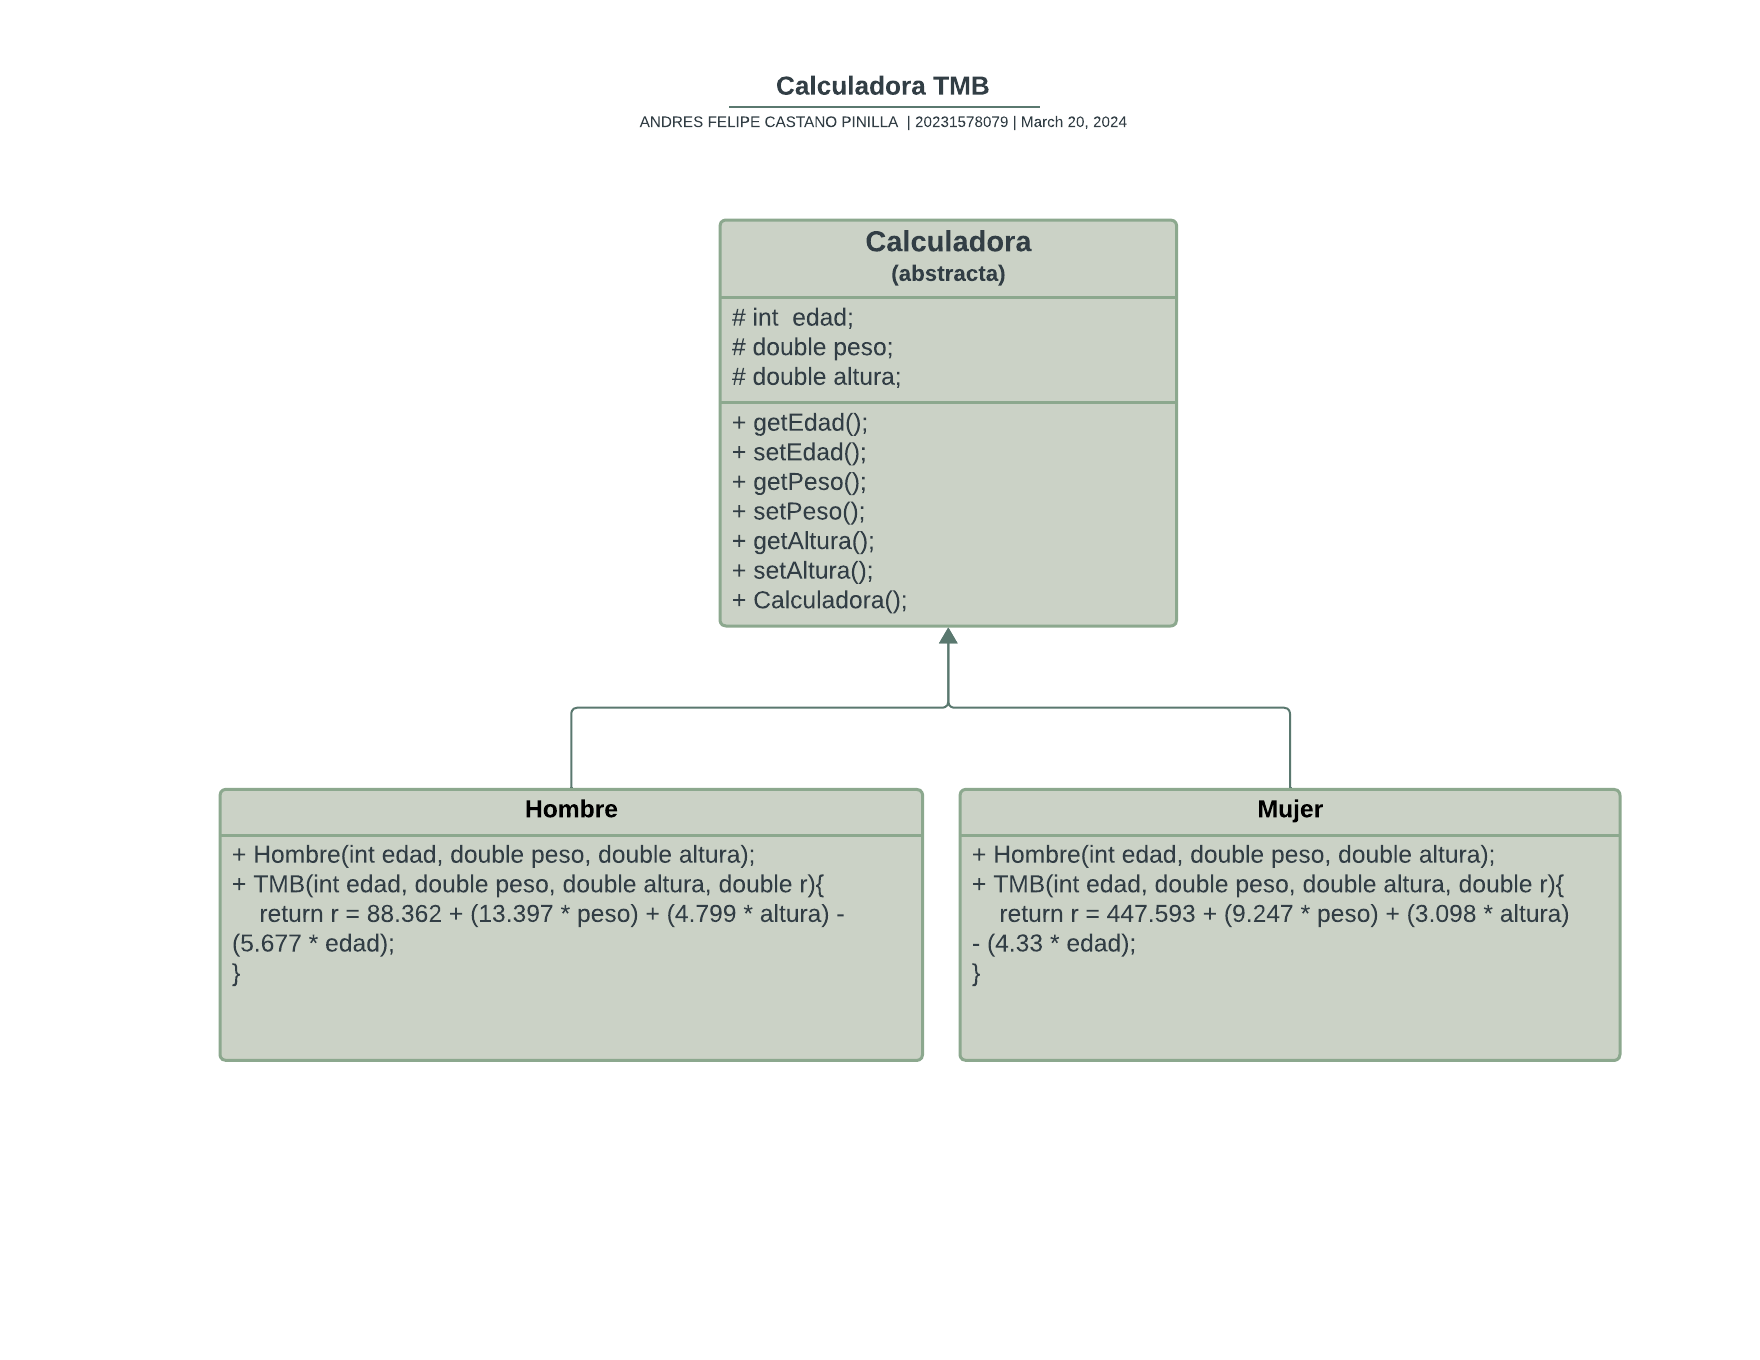 Calculadora TMB
ANDRES FELIPE CASTANO PINILLA | 20231578079 | March 20, 2024
Calculadora
(abstracta)
# int edad;
# double peso;
# double altura;
+ getEdad();
+ setEdad();
+ getPeso();
+ setPeso();
+ getAltura();
+ setAltura();
+ Calculadora();
Hombre
+ Hombre(int edad, double peso, double altura);
+ TMB(int edad, double peso, double altura, double r){
return r = 88.362 + (13.397 * peso) + (4.799 * altura) -
(5.677 * edad);
}
Mujer
+ Hombre(int edad, double peso, double altura);
+ TMB(int edad, double peso, double altura, double r){
return r = 447.593 + (9.247 * peso) + (3.098 * altura)
- (4.33 * edad);
}